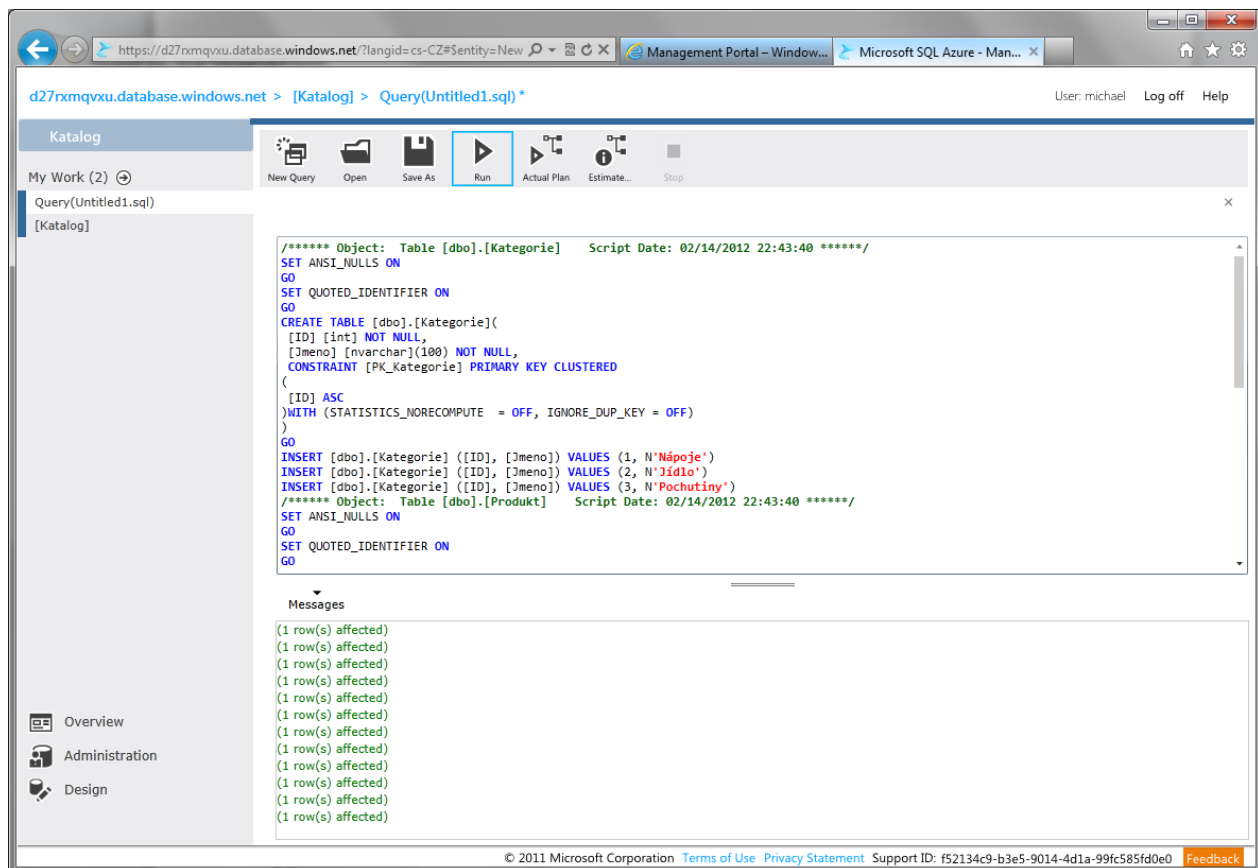 https://d27rxmqvxu.database.windows.net/?langid=cs-CZ#$entity=New
Management Portal – Window...
Microsoft SQL Azure - Man...
d27rxmqvxu.database.windows.net > [Katalog] > Query(Untitled1.sql) *
User: michael Log off Help
Katalog
My Work (2)
Query(Untitled1.sql)
[Katalog]
New Query Open Save As Run Actual Plan Estimate... Stop
/****** Object:  Table [dbo].[Kategorie]    Script Date: 02/14/2012 22:43:40 ******/
SET ANSI_NULLS ON
GO
SET QUOTED_IDENTIFIER ON
GO
CREATE TABLE [dbo].[Kategorie](
[ID] [int] NOT NULL,
[Jmeno] [nvarchar](100) NOT NULL,
CONSTRAINT [PK_Kategorie] PRIMARY KEY CLUSTERED
(
[ID] ASC
)WITH (STATISTICS_NORECOMPUTE  = OFF, IGNORE_DUP_KEY = OFF)
)
GO
INSERT [dbo].[Kategorie] ([ID], [Jmeno]) VALUES (1, N'Nápoje')
INSERT [dbo].[Kategorie] ([ID], [Jmeno]) VALUES (2, N'Jídlo')
INSERT [dbo].[Kategorie] ([ID], [Jmeno]) VALUES (3, N'Pochutiny')
/****** Object:  Table [dbo].[Produkt]    Script Date: 02/14/2012 22:43:40 ******/
SET ANSI_NULLS ON
GO
SET QUOTED_IDENTIFIER ON
GO
Messages
(1 row(s) affected)
(1 row(s) affected)
(1 row(s) affected)
(1 row(s) affected)
(1 row(s) affected)
(1 row(s) affected)
(1 row(s) affected)
(1 row(s) affected)
(1 row(s) affected)
(1 row(s) affected)
(1 row(s) affected)
(1 row(s) affected)
Overview
Administration
Design
© 2011 Microsoft Corporation Terms of Use Privacy Statement Support ID: f52134c9-b3e5-9014-4d1a-99fc585fd0e0 Feedback